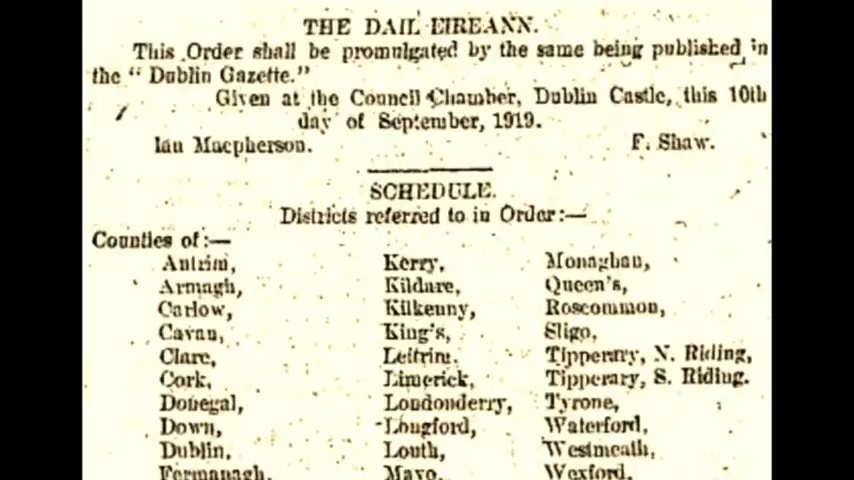 THE DAIL EIREANN.
This Order shall be promulgated by the same being published in
the "Dublin Gazette."
Given at the Council Chamber, Dublin Castle, this 10th
day of September, 1919.
Ian Macpherson. F. Shaw.
SCHEDULE.
Districts referred to in Order:—
Counties of:—
Antrim, Kerry, Monaghan,
Armagh, Kildare, Queen's,
Carlow, Kilkenny, Roscommon,
Cavan, King's, Sligo,
Clare, Leitrim. Tipperary, N. Riding,
Cork, Limerick, Tipperary, S. Riding.
Donegal, Londonderry, Tyrone,
Down, Longford, Waterford,
Dublin, Louth, Westmeath,
Fermanagh, Mayo, Wexford,